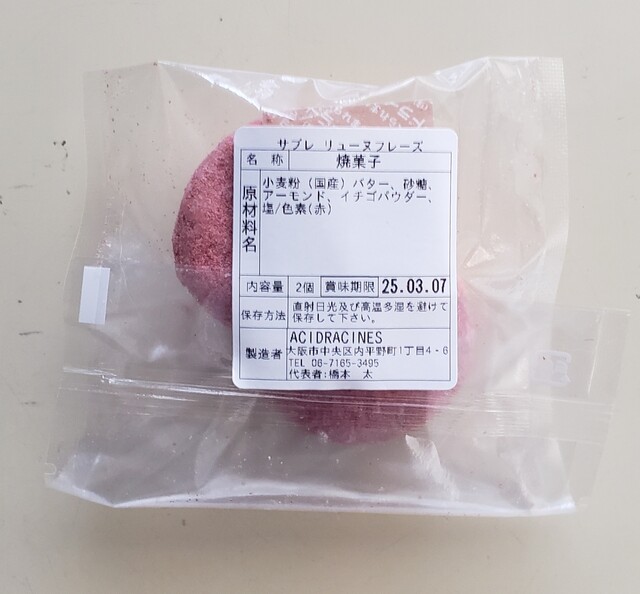 サブレ リューヌフレーズ
名 称 焼菓子
原材料名 小麦粉（国産）バター、砂糖、
アーモンド、イチゴパウダー、
塩/色素(赤)
内容量 2個 賞味期限 25.03.07
保存方法 直射日光及び高温多湿を避けて
保存して下さい。
製造者 ACIDRACINES
大阪市中央区内平野町1丁目4-6
TEL 06-7165-3495
代表者:橋本 太